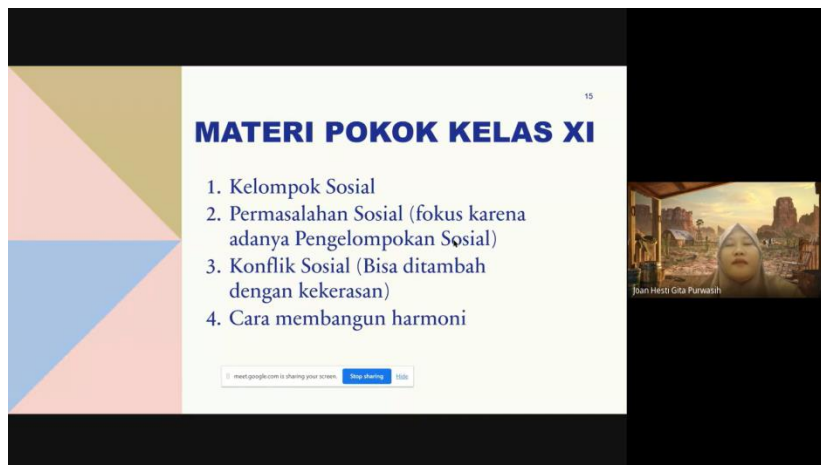 15
MATERI POKOK KELAS XI
1. Kelompok Sosial
2. Permasalahan Sosial (fokus karena
adanya Pengelompokan Sosial)
3. Konflik Sosial (Bisa ditambah
dengan kekerasan)
4. Cara membangun harmoni
meet.google.com is sharing your screen. Stop sharing Hide
Joan Hesti Gita Purwasih